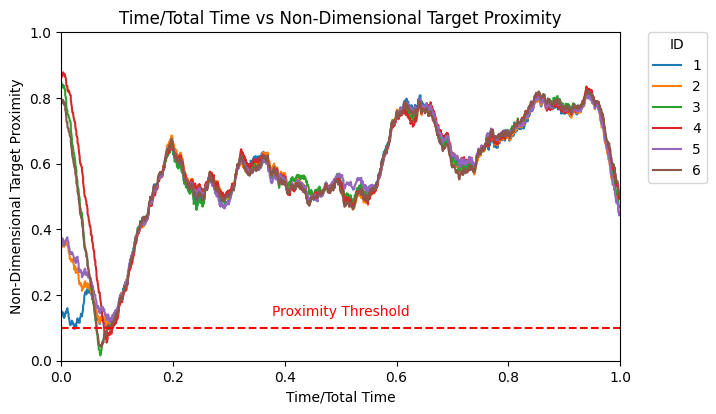 Time/Total Time vs Non-Dimensional Target Proximity
Non-Dimensional Target Proximity
1.0
0.8
0.6
0.4
0.2
0.0
Proximity Threshold
0.0 0.2 0.4 0.6 0.8 1.0
Time/Total Time
ID
1
2
3
4
5
6